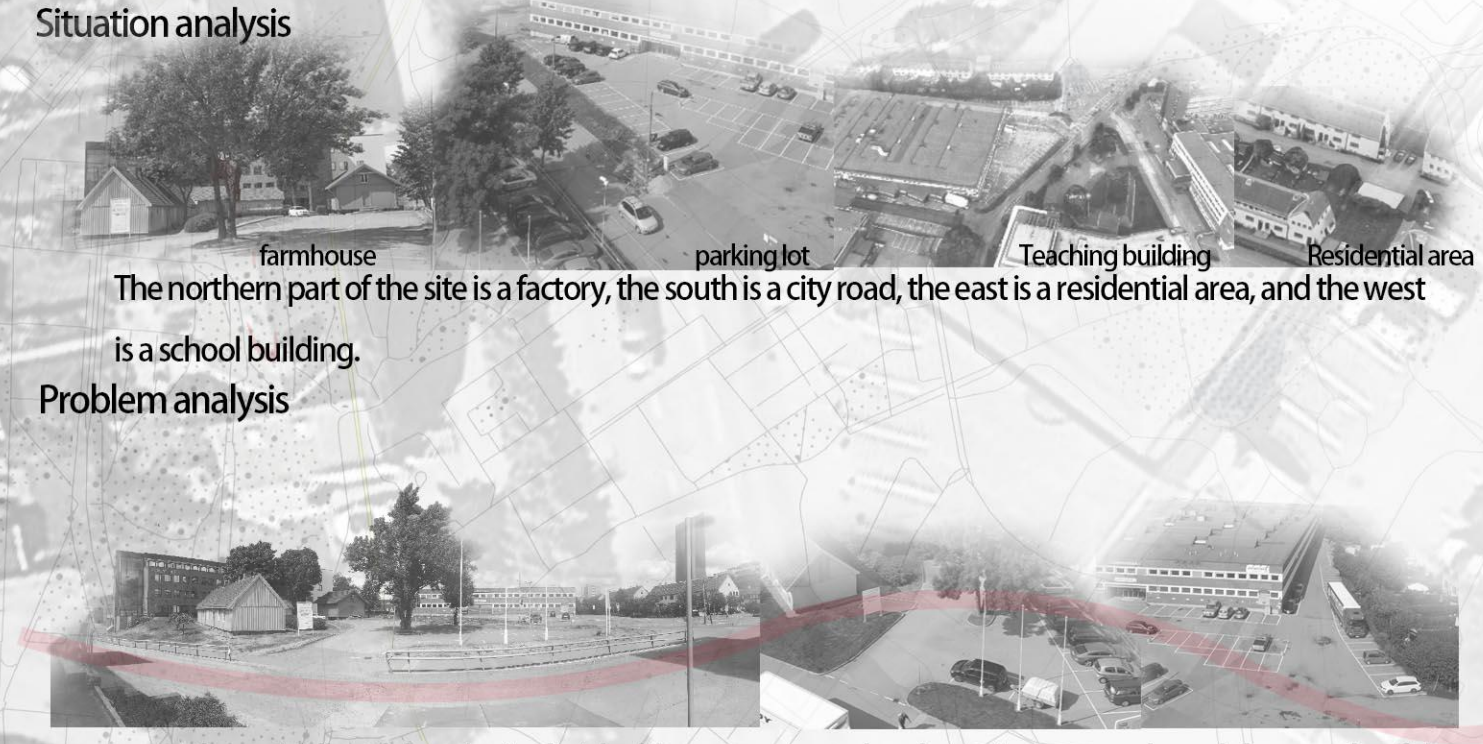 Situation analysis
farmhouse
parking lot
Teaching building
Residential area
The northern part of the site is a factory, the south is a city road, the east is a residential area, and the west
is a school building.
Problem analysis